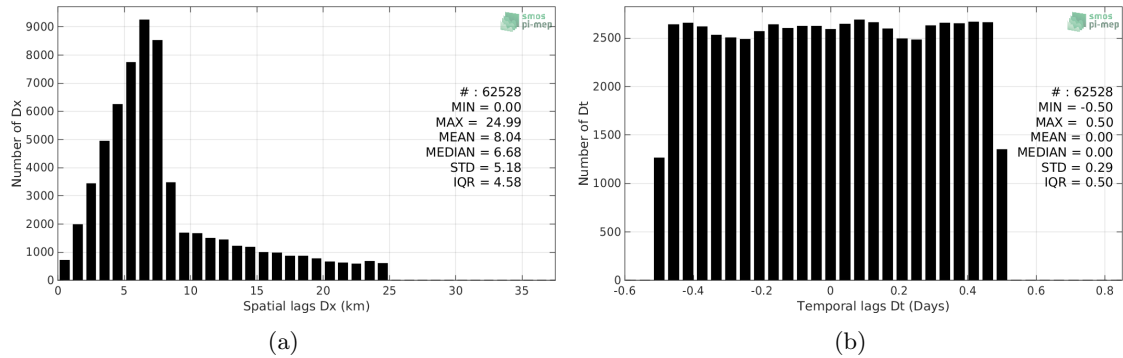 9000
8000
7000
6000
5000
4000
3000
2000
1000
0
Number of Dx
0 5 10 15 20 25 30 35
Spatial lags Dx (km)
smos
pi-mep
# : 62528
MIN = 0.00
MAX = 24.99
MEAN = 8.04
MEDIAN = 6.68
STD = 5.18
IQR = 4.58
(a)
2500
2000
1500
1000
500
0
Number of Dt
-0.6 -0.4 -0.2 0 0.2 0.4 0.6 0.8
Temporal lags Dt (Days)
smos
pi-mep
# : 62528
MIN = -0.50
MAX = 0.50
MEAN = 0.00
MEDIAN = 0.00
STD = 0.29
IQR = 0.50
(b)